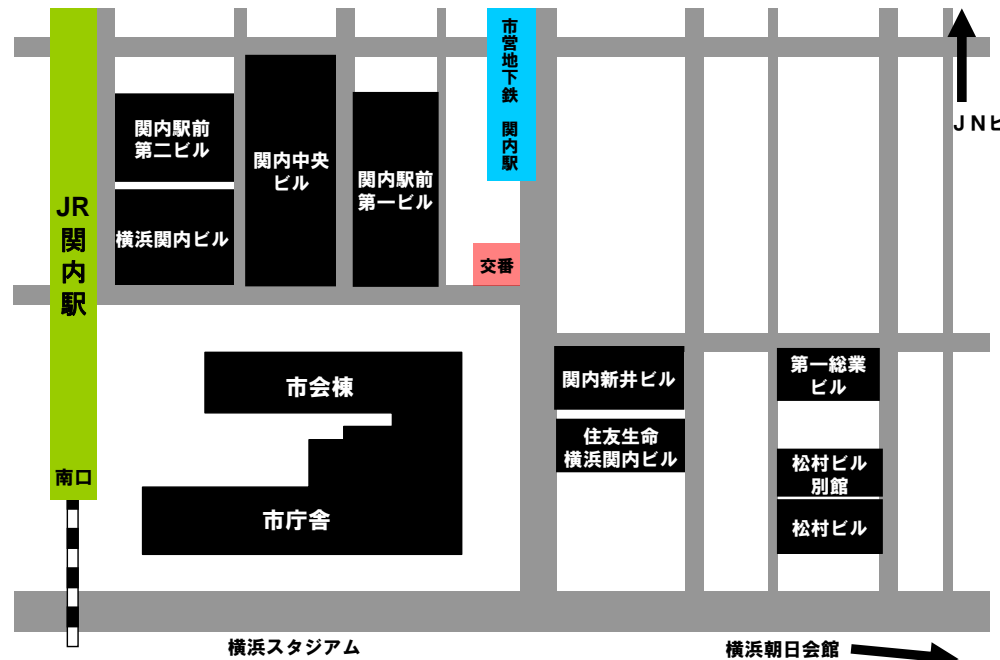 市営地下鉄 関内駅
JNビ
関内駅前
第二ビル
関内中央
ビル
関内駅前
第一ビル
JR
関内駅
横浜関内ビル
交番
市会棟
関内新井ビル
第一総業
ビル
住友生命
横浜関内ビル
松村ビル
別館
南口
市庁舎
松村ビル
横浜スタジアム
横浜朝日会館